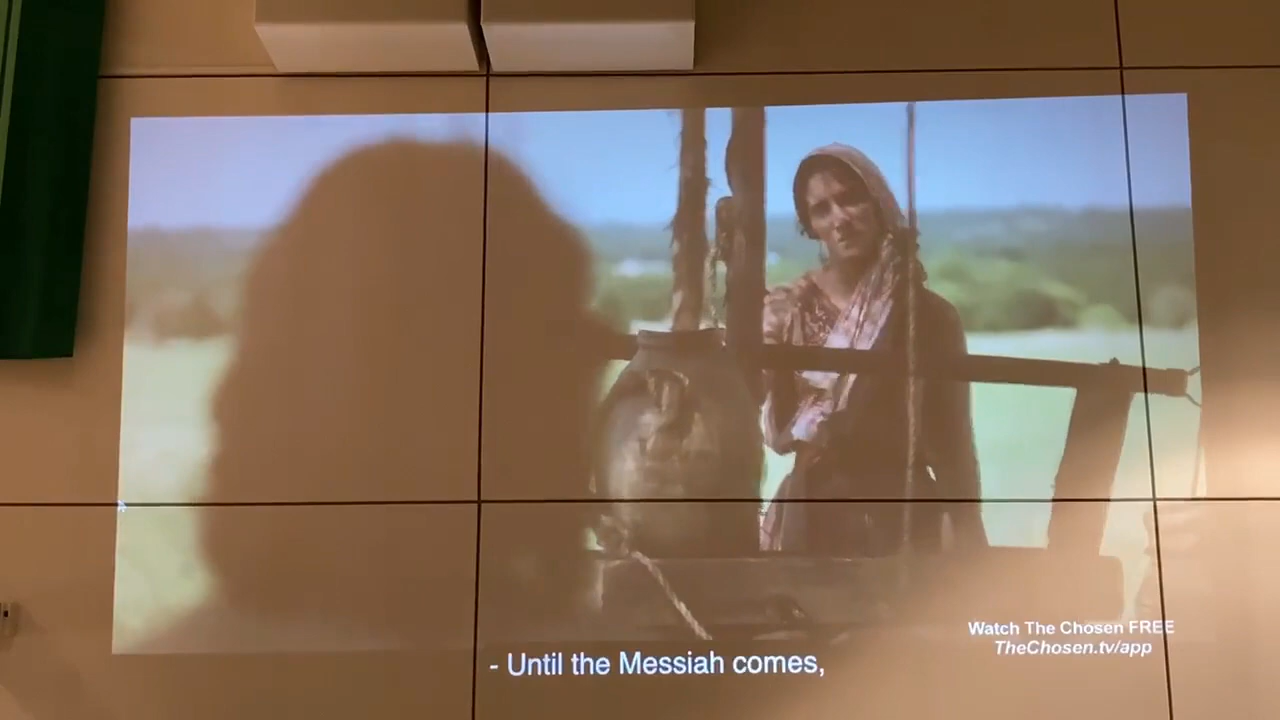 Watch The Chosen FREE
TheChosen.tv/app
- Until the Messiah comes,